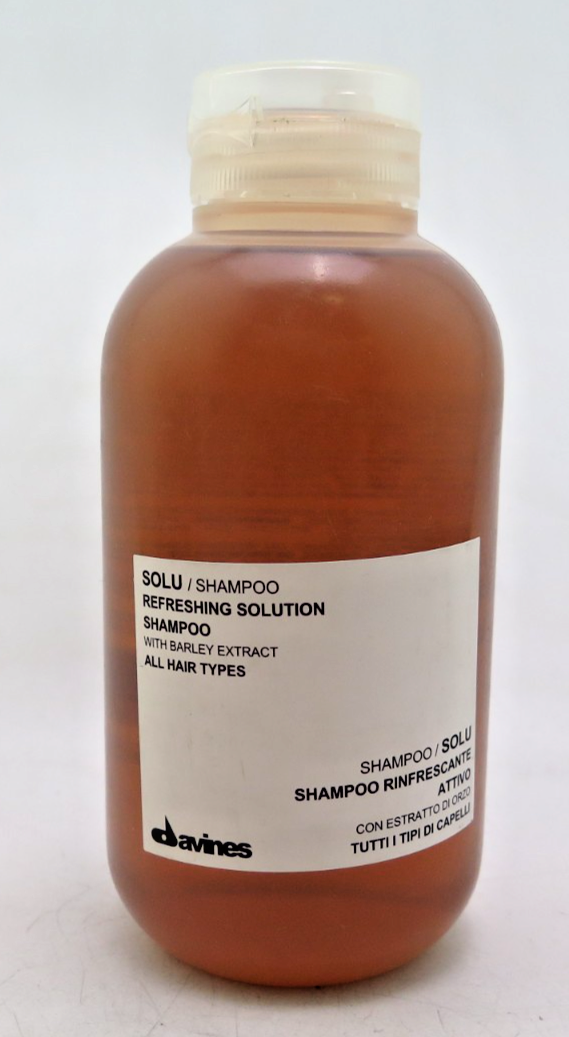 SOLU / SHAMPOO
REFRESHING SOLUTION
SHAMPOO
WITH BARLEY EXTRACT
ALL HAIR TYPES
SHAMPOO / SOLU
SHAMPOO RINFRESCANTE
ATTIVO
CON ESTRATTO DI ORZO
TUTTI I TIPI DI CAPELLI
davines